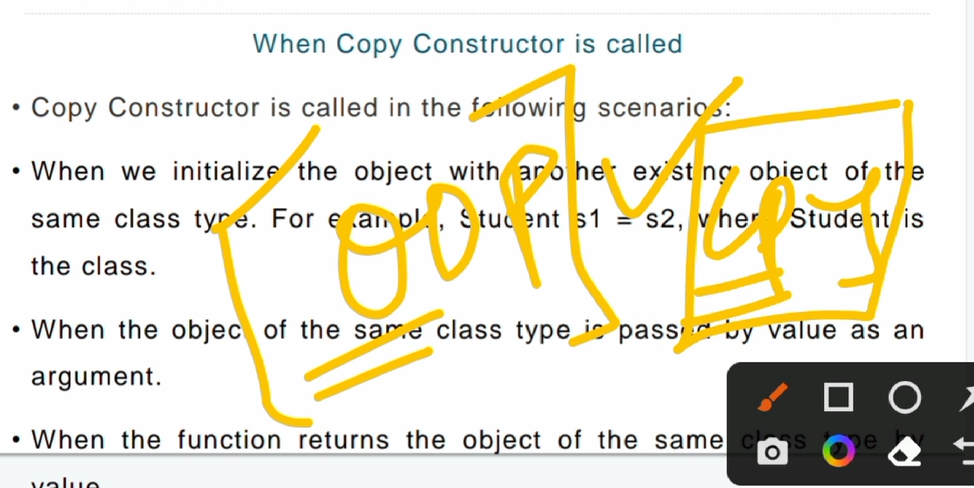 When Copy Constructor is called
• Copy Constructor is called in the following scenarios:
• When we initialize the object with another existing object of the
same class type. For example, Student s1 = s2, where Student is
the class.
• When the object of the same class type is passed by value as an
argument.
• When the function returns the object of the same class type by
value
OOP